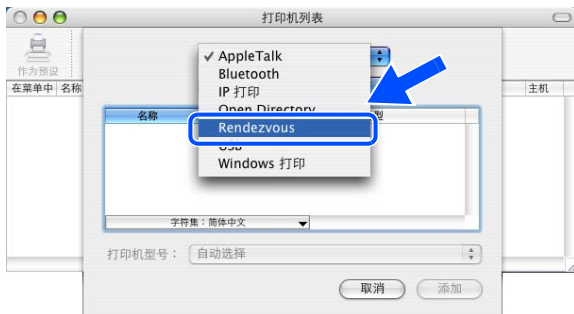 打印机列表
作为预设
在菜单中 名称 主机
✓ AppleTalk
Bluetooth
IP 打印
Open Directory
Rendezvous
USB
Windows 打印
名称 型
字符集：简体中文
打印机型号： 自动选择
取消 添加